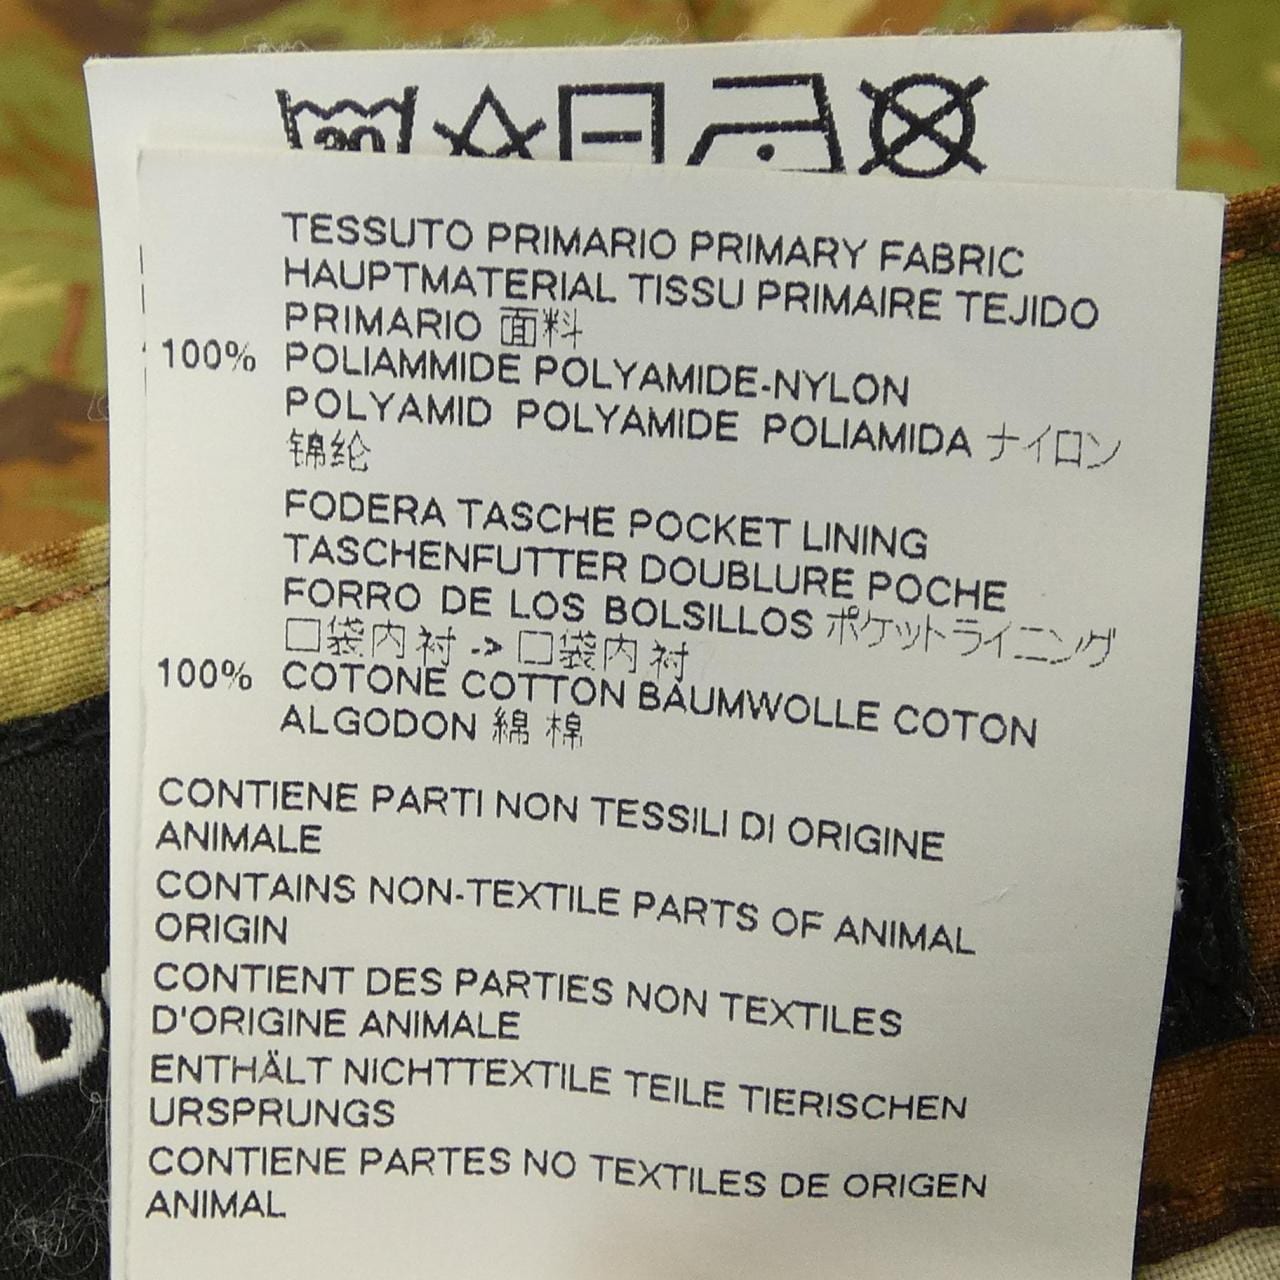 TESSUTO PRIMARIO PRIMARY FABRIC
HAUPTMATERIAL TISSU PRIMAIRE TEJIDO
PRIMARIO 面料
100% POLIAMMIDE POLYAMIDE-NYLON
POLYAMID POLYAMIDE POLIAMIDA ナイロン
锦纶
FODERA TASCHE POCKET LINING
TASCHENFUTTER DOUBLURE POCHE
FORRO DE LOS BOLSILLOS ポケットライニング
口袋内衬 -> 口袋内衬
100% COTONE COTTON BAUMWOLLE COTON
ALGODON 綿 棉
CONTIENE PARTI NON TESSILI DI ORIGINE
ANIMALE
CONTAINS NON-TEXTILE PARTS OF ANIMAL
ORIGIN
CONTIENT DES PARTIES NON TEXTILES
D'ORIGINE ANIMALE
ENTHÄLT NICHTTEXTILE TEILE TIERISCHEN
URSPRUNGS
CONTIENE PARTES NO TEXTILES DE ORIGEN
ANIMAL